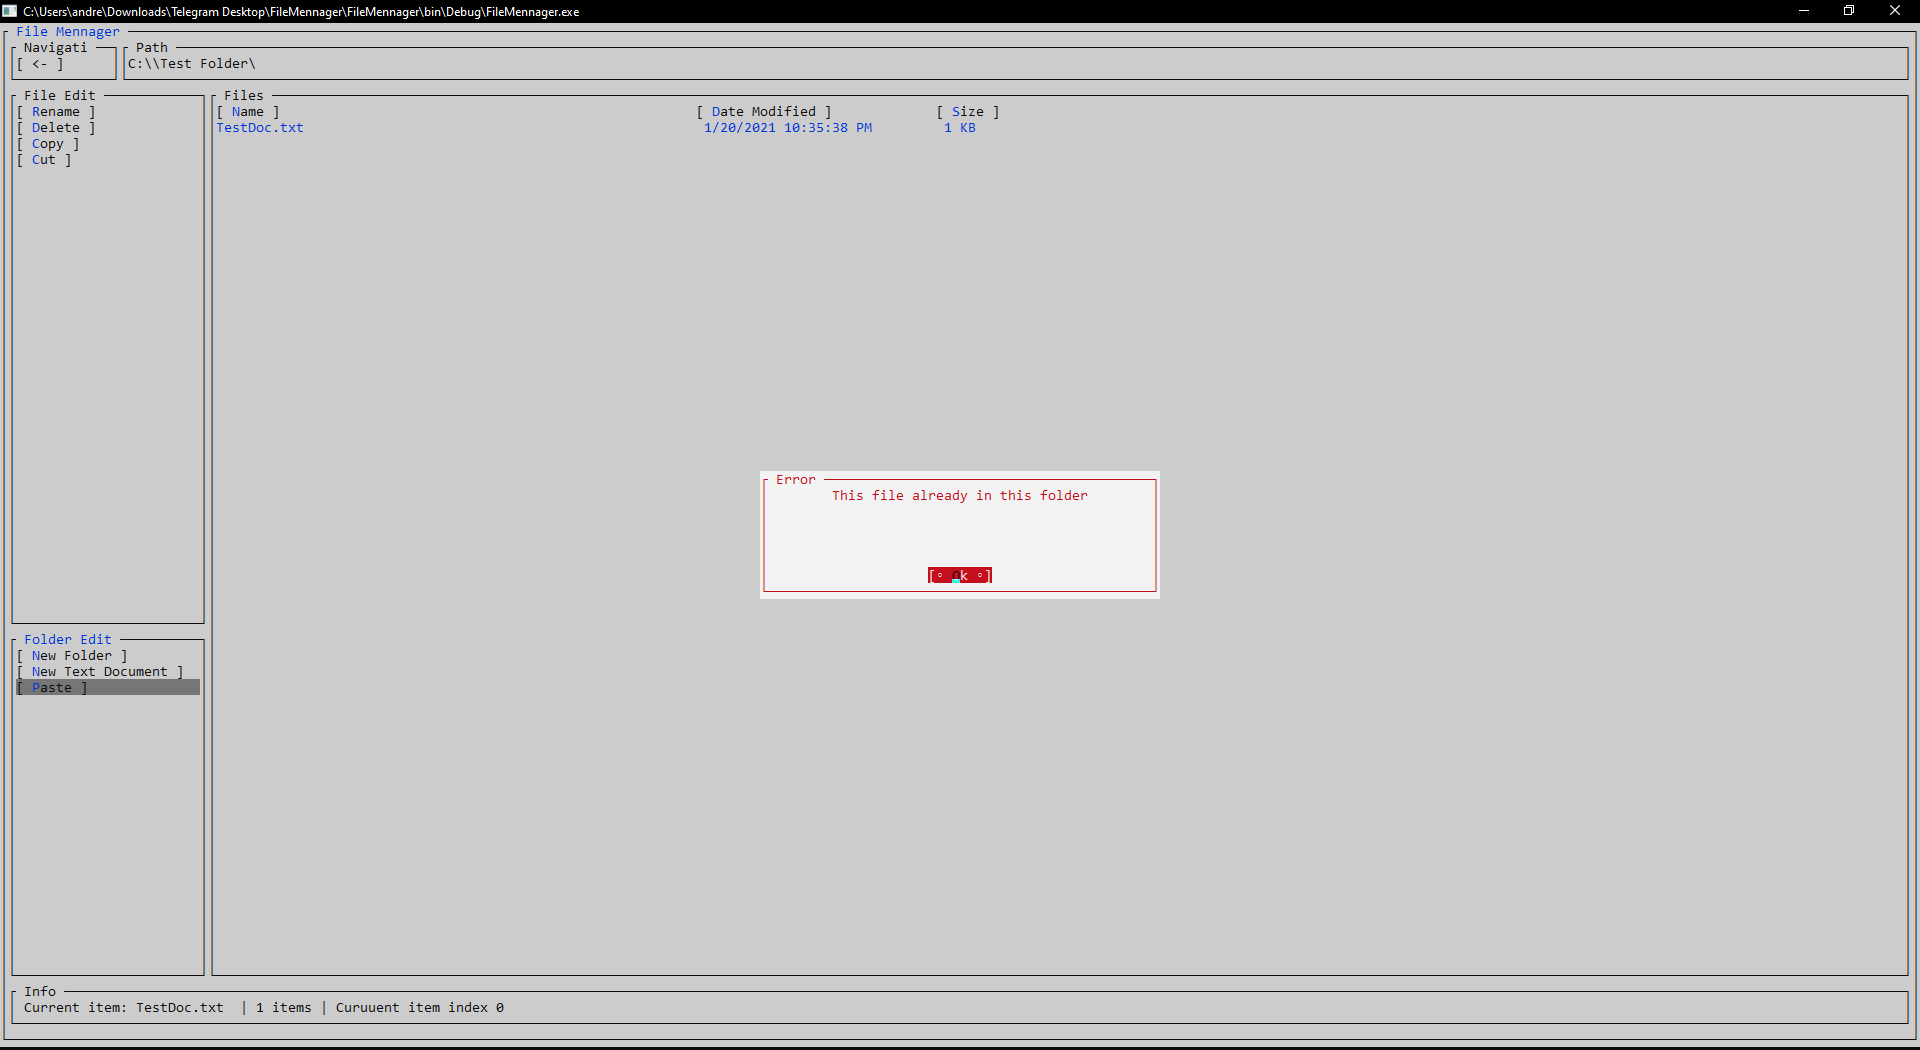 C:\Users\andre\Downloads\Telegram Desktop\FileMennager\FileMennager\bin\Debug\FileMennager.exe
File Mennager
Navigati
[ <- ]
Path
C:\\Test Folder\
File Edit
[ Rename ]
[ Delete ]
[ Copy ]
[ Cut ]
Files
[ Name ] [ Date Modified ] [ Size ]
TestDoc.txt 1/20/2021 10:35:38 PM 1 KB
Error
This file already in this folder
[◦ Ok ◦]
Folder Edit
[ New Folder ]
[ New Text Document ]
[ Paste ]
Info
Current item: TestDoc.txt | 1 items | Curuuent item index 0